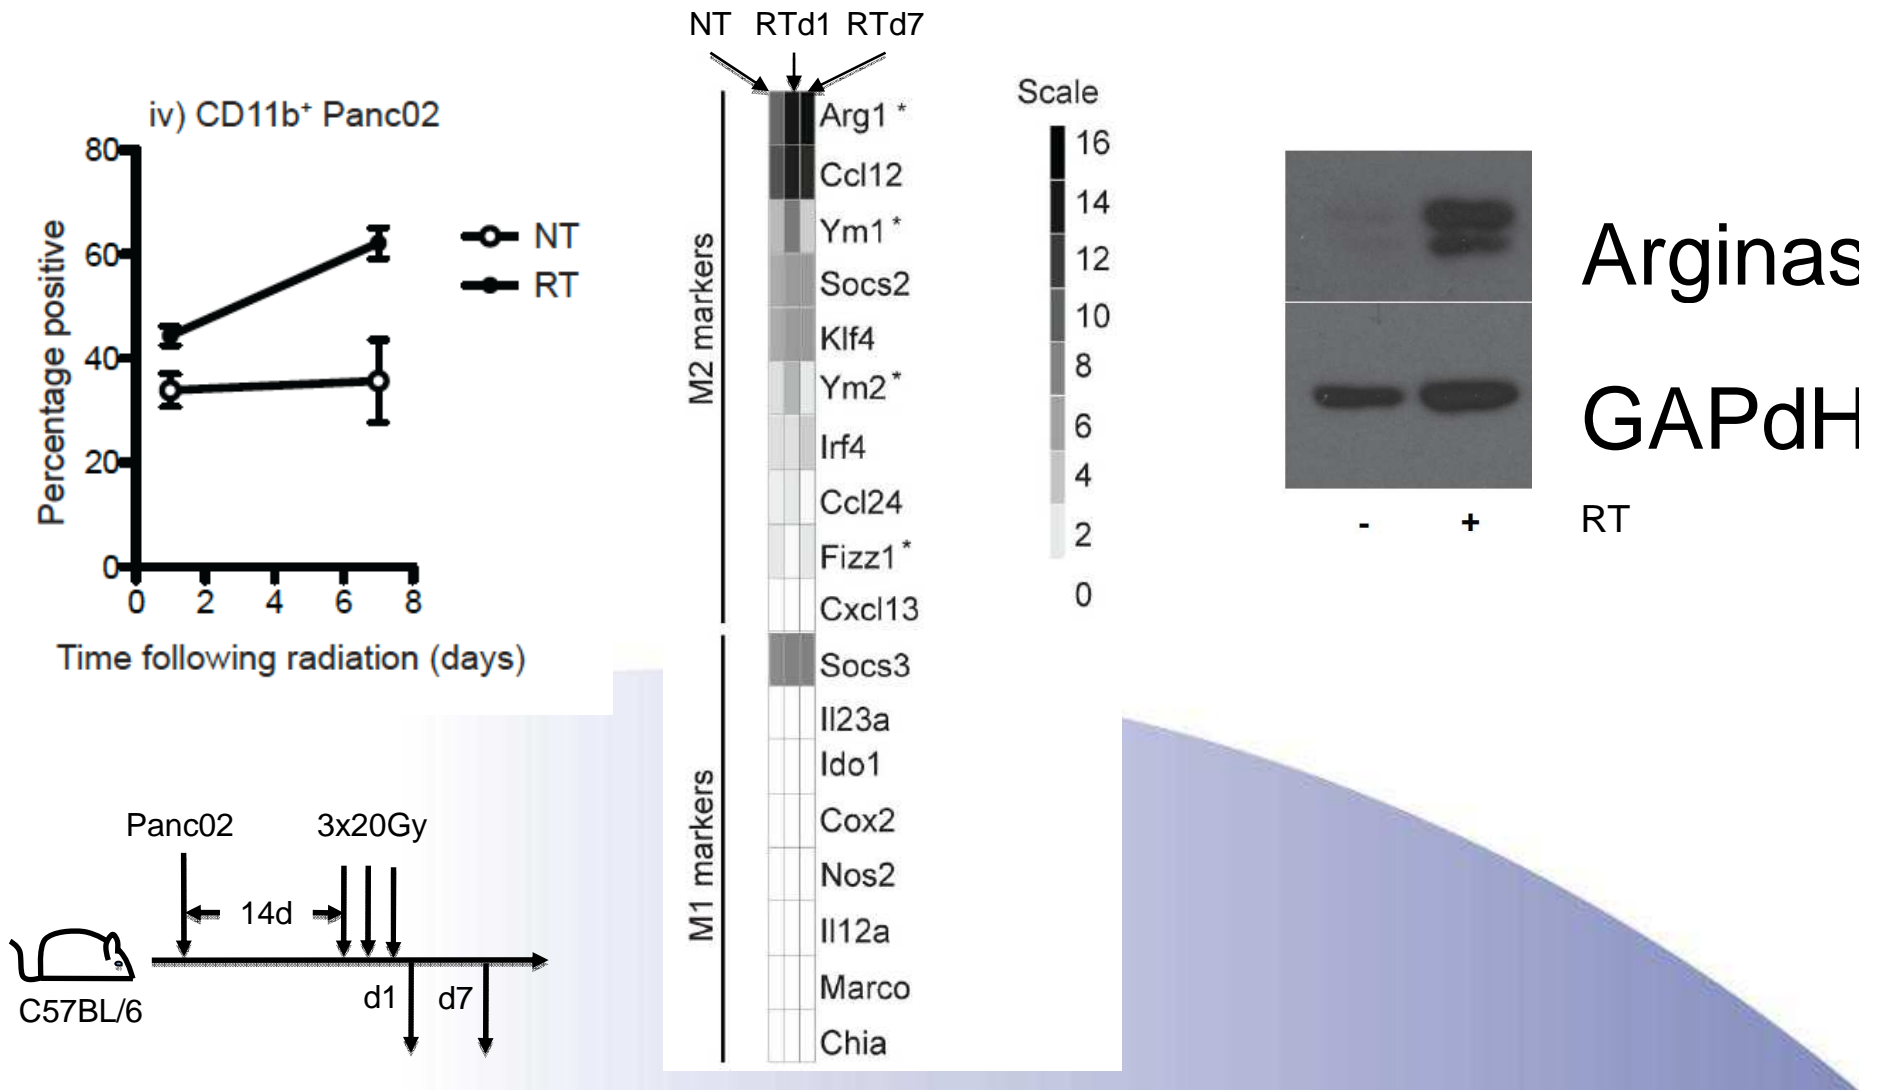 iv) CD11b⁺ Panc02
Percentage positive
80
60
40
20
0
0 2 4 6 8
Time following radiation (days)
NT
RT
Panc02 3x20Gy
14d
C57BL/6
d1 d7
NT RTd1 RTd7
M2 markers
Arg1 *
Ccl12
Ym1 *
Socs2
Klf4
Ym2 *
Irf4
Ccl24
Fizz1 *
Cxcl13
M1 markers
Socs3
Il23a
Ido1
Cox2
Nos2
Il12a
Marco
Chia
Scale
16
14
12
10
8
6
4
2
0
Arginas
GAPdH
- + RT